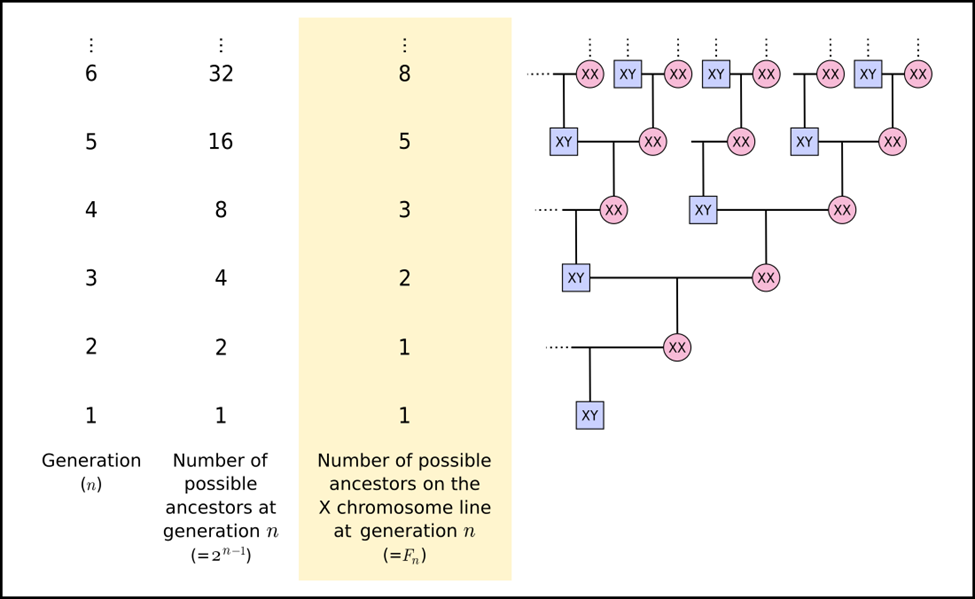 ⋮ ⋮ ⋮
6 32 8 XX XY XX XY XX XX XY XX
5 16 5 XY XX XX XY XX
4 8 3 XX XY XX
3 4 2 XY XX
2 2 1 XX
1 1 1 XY
Generation
(n)
Number of
possible
ancestors at
generation n
(=2ⁿ⁻¹)
Number of possible
ancestors on the
X chromosome line
at generation n
(=Fₙ)